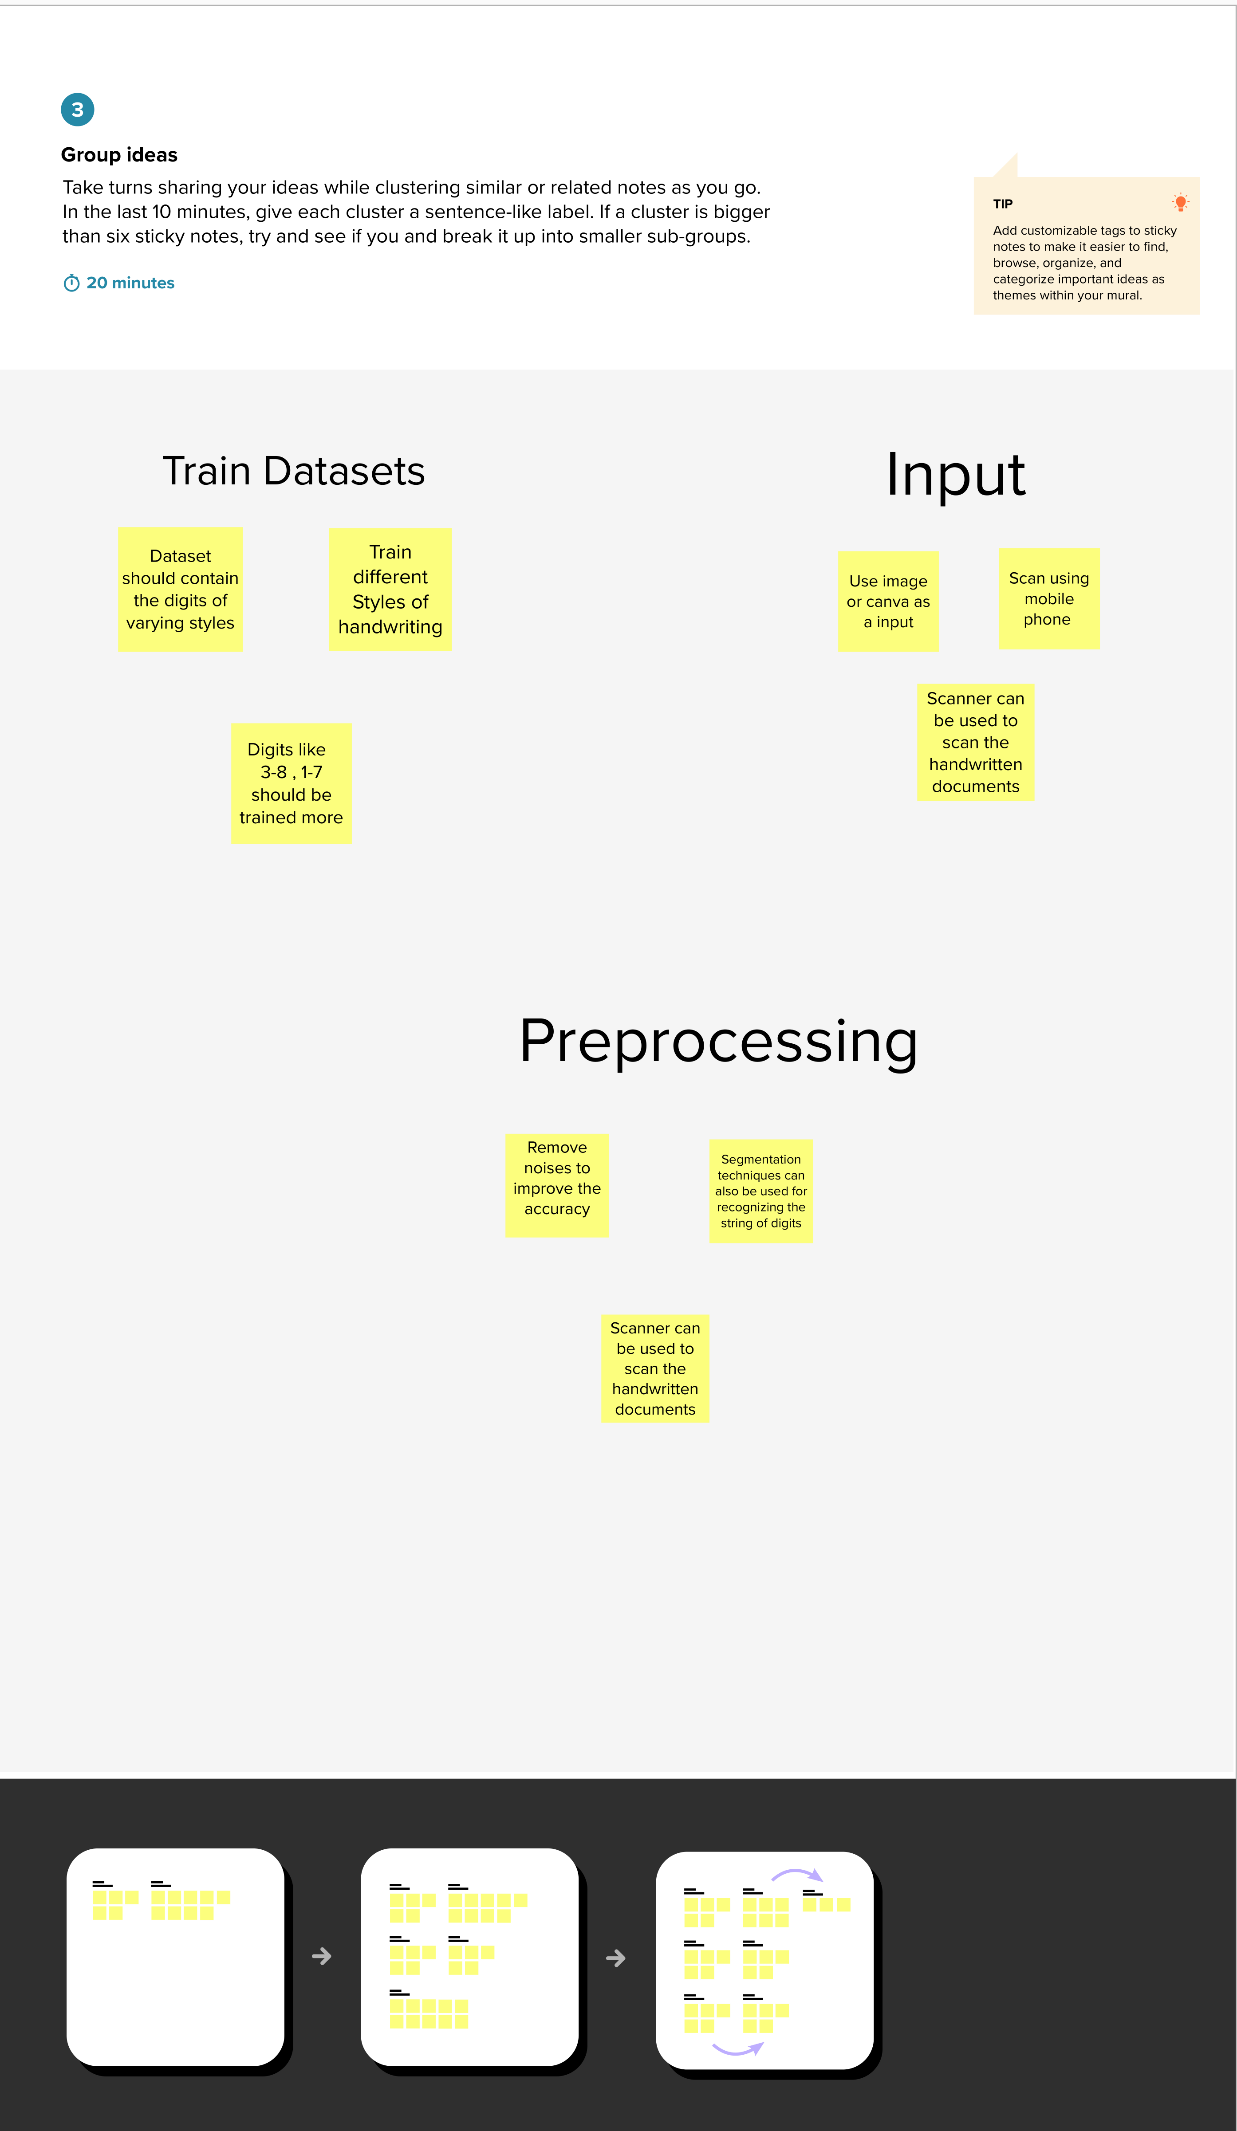 3
Group ideas
Take turns sharing your ideas while clustering similar or related notes as you go.
In the last 10 minutes, give each cluster a sentence-like label. If a cluster is bigger
than six sticky notes, try and see if you and break it up into smaller sub-groups.
20 minutes
TIP
Add customizable tags to sticky
notes to make it easier to find,
browse, organize, and
categorize important ideas as
themes within your mural.
Train Datasets
Dataset
should contain
the digits of
varying styles
Train
different
Styles of
handwriting
Digits like
3-8 , 1-7
should be
trained more
Input
Use image
or canva as
a input
Scan using
mobile
phone
Scanner can
be used to
scan the
handwritten
documents
Preprocessing
Remove
noises to
improve the
accuracy
Segmentation
techniques can
also be used for
recognizing the
string of digits
Scanner can
be used to
scan the
handwritten
documents